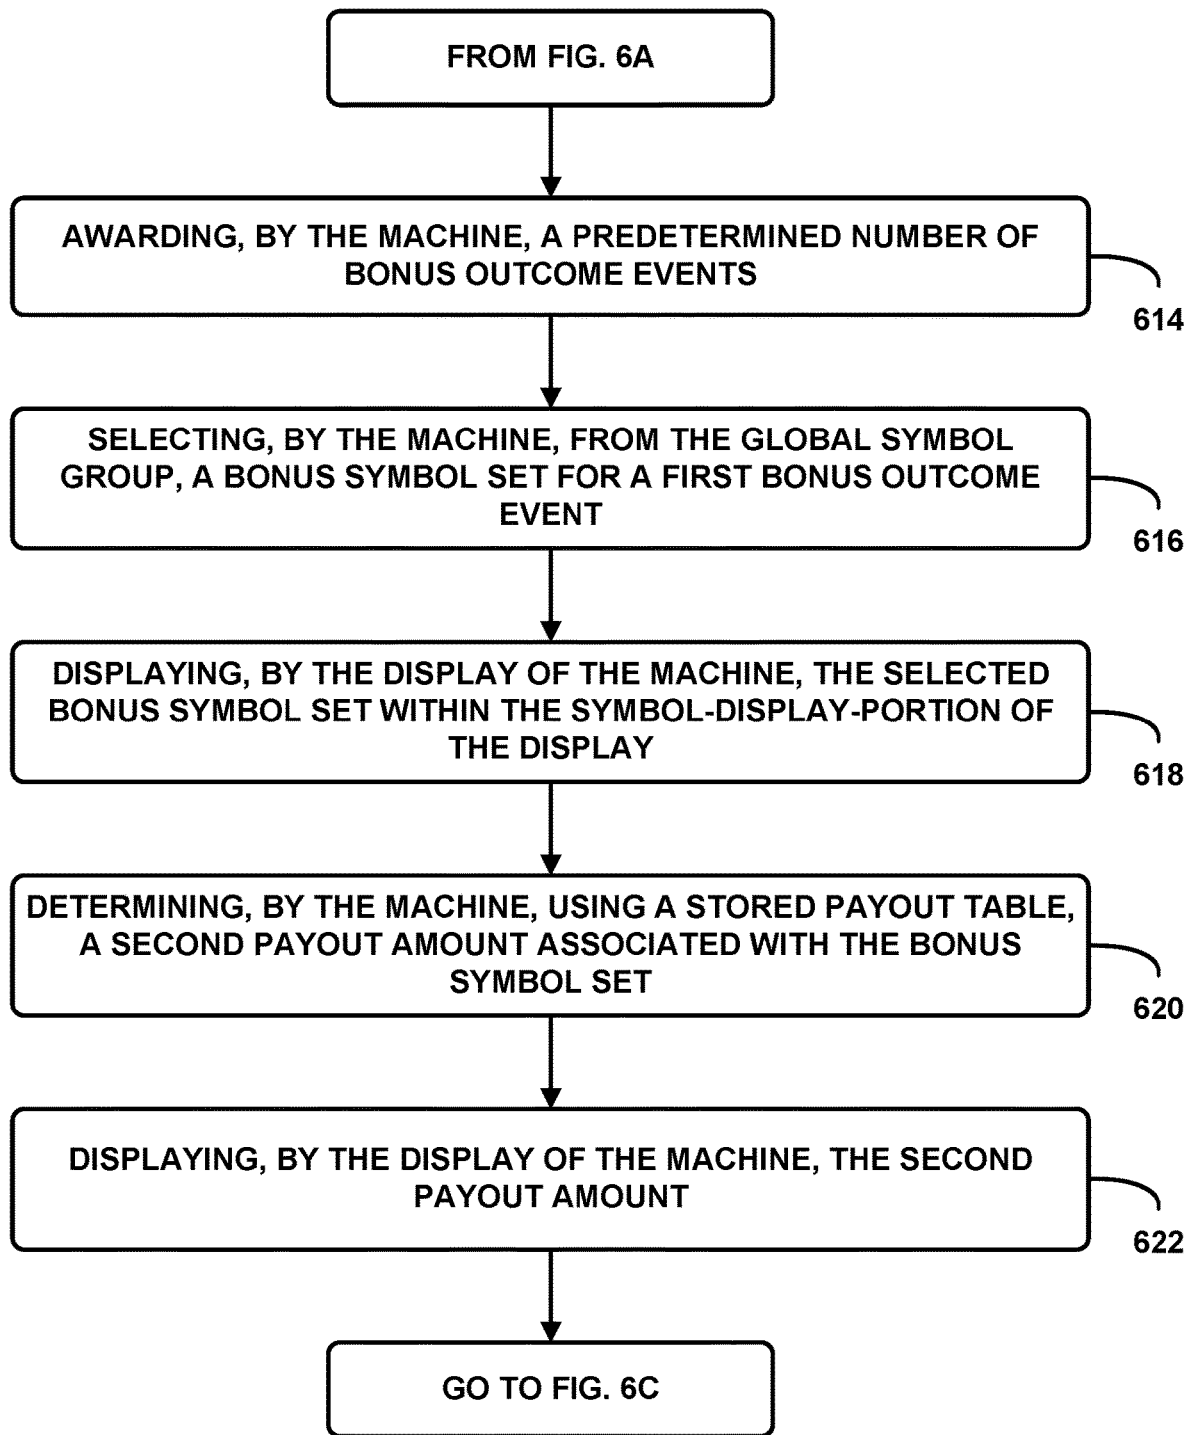 FROM FIG. 6A
AWARDING, BY THE MACHINE, A PREDETERMINED NUMBER OF
BONUS OUTCOME EVENTS
614
SELECTING, BY THE MACHINE, FROM THE GLOBAL SYMBOL
GROUP, A BONUS SYMBOL SET FOR A FIRST BONUS OUTCOME
EVENT
616
DISPLAYING, BY THE DISPLAY OF THE MACHINE, THE SELECTED
BONUS SYMBOL SET WITHIN THE SYMBOL-DISPLAY-PORTION OF
THE DISPLAY
618
DETERMINING, BY THE MACHINE, USING A STORED PAYOUT TABLE,
A SECOND PAYOUT AMOUNT ASSOCIATED WITH THE BONUS
SYMBOL SET
620
DISPLAYING, BY THE DISPLAY OF THE MACHINE, THE SECOND
PAYOUT AMOUNT
622
GO TO FIG. 6C